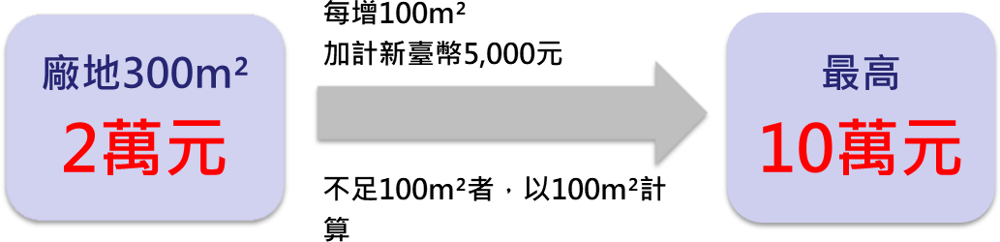 廠地300m²
2萬元
每增100m²
加計新臺幣5,000元
不足100m²者，以100m²計
算
最高
10萬元